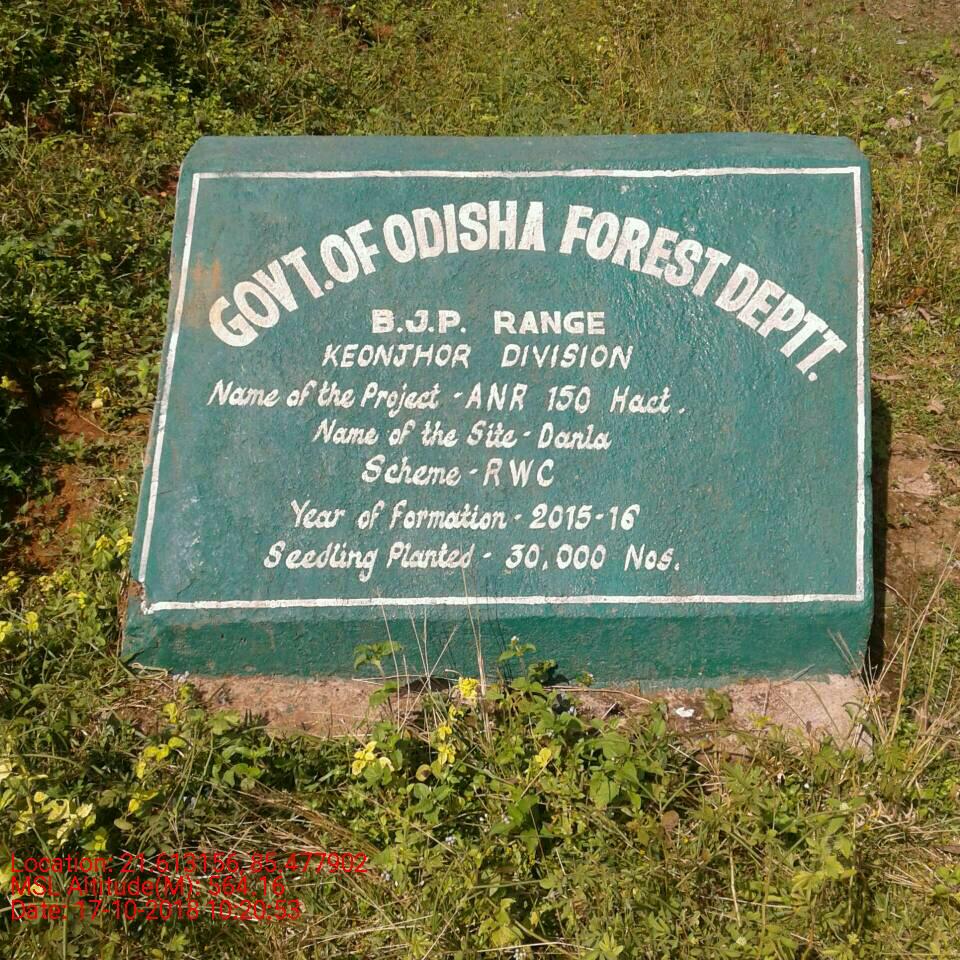 GOVT. OF ODISHA FOREST DEPTT.
B.J.P. RANGE
KEONJHOR DIVISION
Name of the Project - ANR 150 Hact.
Name of the Site - Danla
Scheme - RWC
Year of Formation - 2015-16
Seedling Planted - 30,000 Nos.
Location: 21.613156,85.477902
MSL Altitude(M): 564.16
Date: 17-10-2018 10:20:53